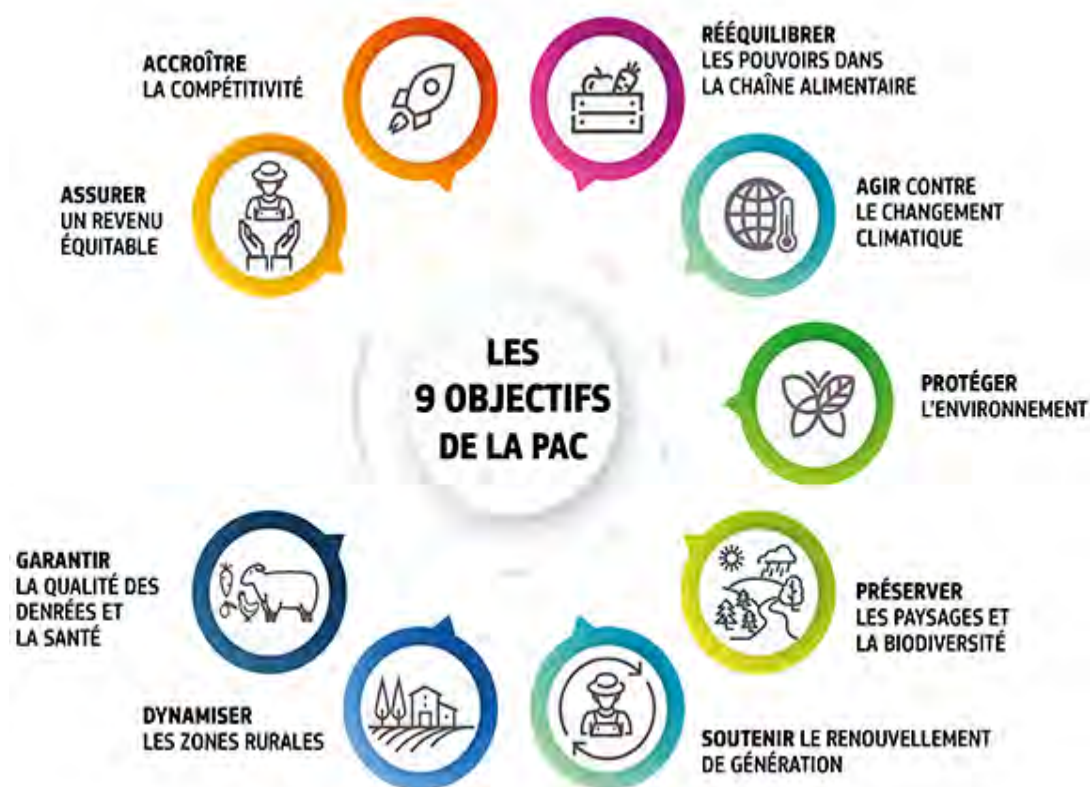 ACCROÎTRE
LA COMPÉTITIVITÉ
RÉÉQUILIBRER
LES POUVOIRS DANS
LA CHAÎNE ALIMENTAIRE
ASSURER
UN REVENU
ÉQUITABLE
AGIR CONTRE
LE CHANGEMENT
CLIMATIQUE
LES
9 OBJECTIFS
DE LA PAC
PROTÉGER
L'ENVIRONNEMENT
GARANTIR
LA QUALITÉ DES
DENRÉES ET
LA SANTÉ
PRÉSERVER
LES PAYSAGES ET
LA BIODIVERSITÉ
DYNAMISER
LES ZONES RURALES
SOUTENIR LE RENOUVELLEMENT
DE GÉNÉRATION